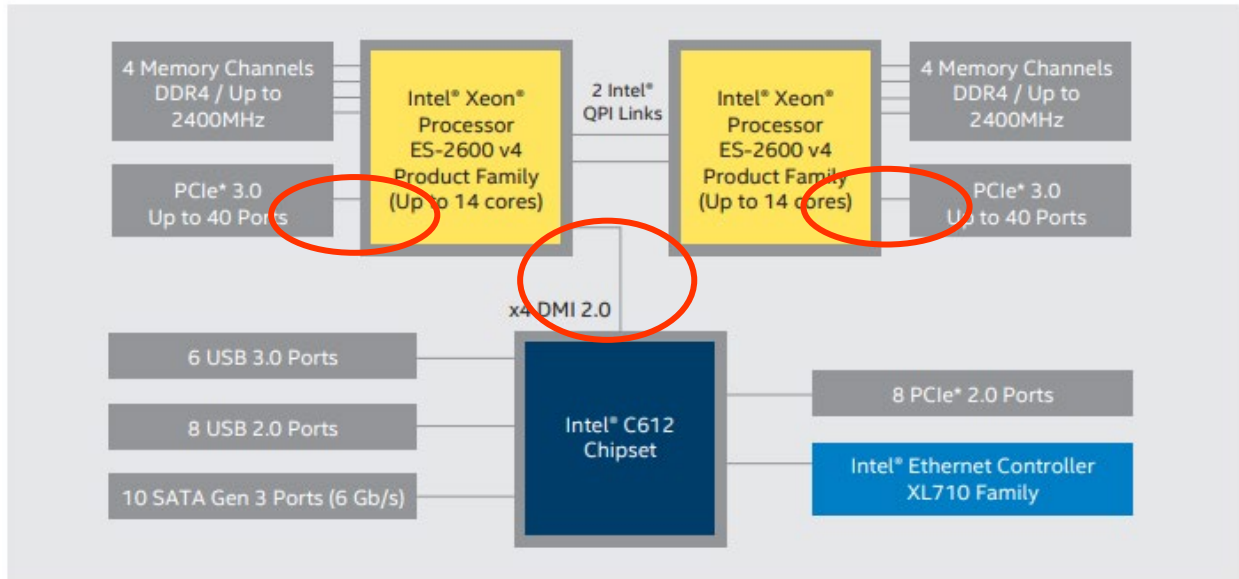 4 Memory Channels
DDR4 / Up to
2400MHz
Intel® Xeon®
Processor
ES-2600 v4
Product Family
(Up to 14 cores)
2 Intel®
QPI Links
Intel® Xeon®
Processor
ES-2600 v4
Product Family
(Up to 14 cores)
4 Memory Channels
DDR4 / Up to
2400MHz
PCIe* 3.0
Up to 40 Ports
PCIe* 3.0
Up to 40 Ports
x4 DMI 2.0
6 USB 3.0 Ports
8 USB 2.0 Ports
10 SATA Gen 3 Ports (6 Gb/s)
Intel® C612
Chipset
8 PCIe* 2.0 Ports
Intel® Ethernet Controller
XL710 Family